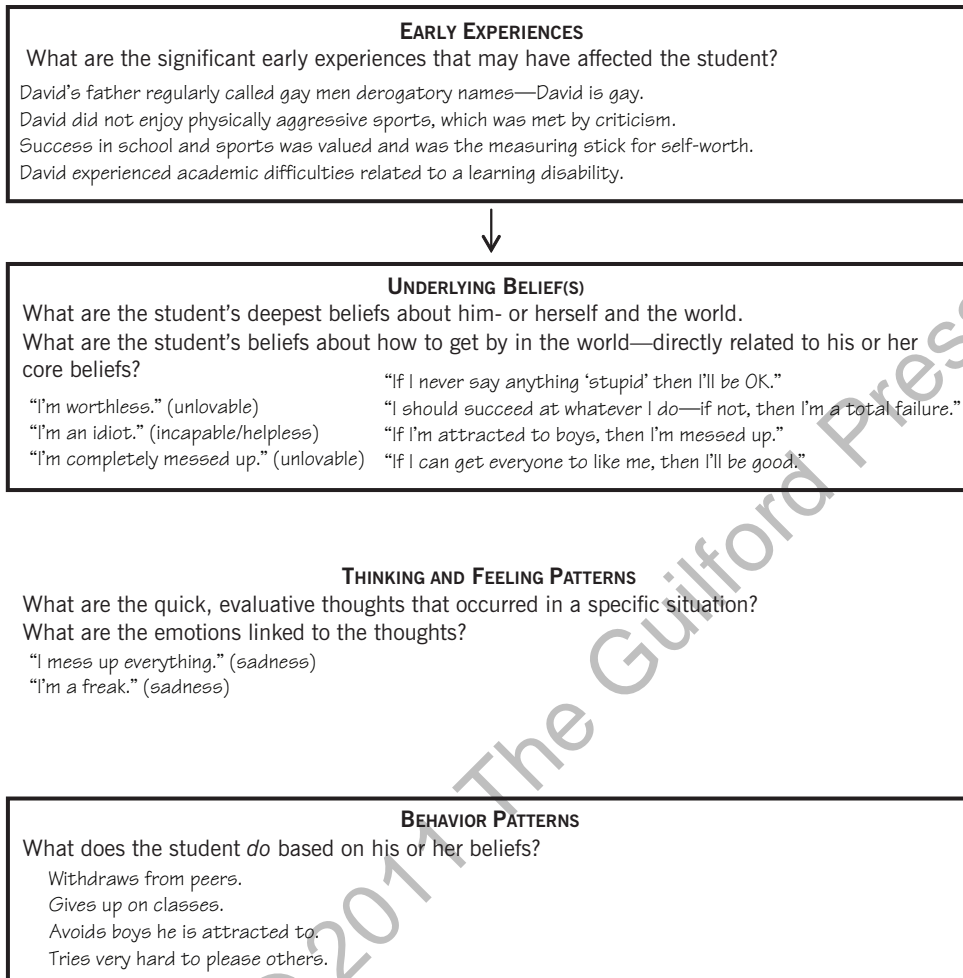 EARLY EXPERIENCES
What are the significant early experiences that may have affected the student?
David's father regularly called gay men derogatory names—David is gay.
David did not enjoy physically aggressive sports, which was met by criticism.
Success in school and sports was valued and was the measuring stick for self-worth.
David experienced academic difficulties related to a learning disability.
UNDERLYING BELIEF(S)
What are the student's deepest beliefs about him- or herself and the world.
What are the student's beliefs about how to get by in the world—directly related to his or her
core beliefs?
"I'm worthless." (unlovable)
"I'm an idiot." (incapable/helpless)
"I'm completely messed up." (unlovable)
"If I never say anything 'stupid' then I'll be OK."
"I should succeed at whatever I do—if not, then I'm a total failure."
"If I'm attracted to boys, then I'm messed up."
"If I can get everyone to like me, then I'll be good."
THINKING AND FEELING PATTERNS
What are the quick, evaluative thoughts that occurred in a specific situation?
What are the emotions linked to the thoughts?
"I mess up everything." (sadness)
"I'm a freak." (sadness)
BEHAVIOR PATTERNS
What does the student do based on his or her beliefs?
Withdraws from peers.
Gives up on classes.
Avoids boys he is attracted to.
Tries very hard to please others.
© 2011 The Guilford Press